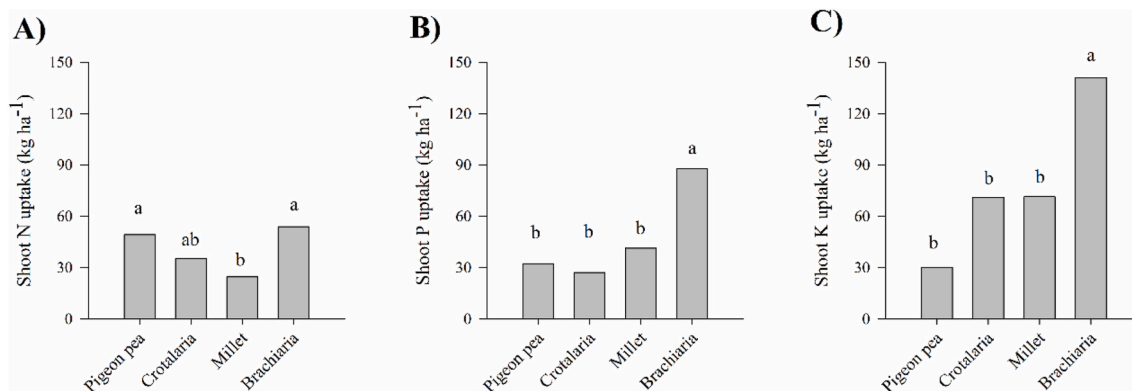 A)
Shoot N uptake (kg ha⁻¹)
150
120
90
60
30
0
a
ab
b
a
Pigeon pea
Crotalaria
Millet
Brachiaria
B)
Shoot P uptake (kg ha⁻¹)
150
120
90
60
30
0
b
b
b
a
Pigeon pea
Crotalaria
Millet
Brachiaria
C)
Shoot K uptake (kg ha⁻¹)
150
120
90
60
30
0
b
b
b
a
Pigeon pea
Crotalaria
Millet
Brachiaria